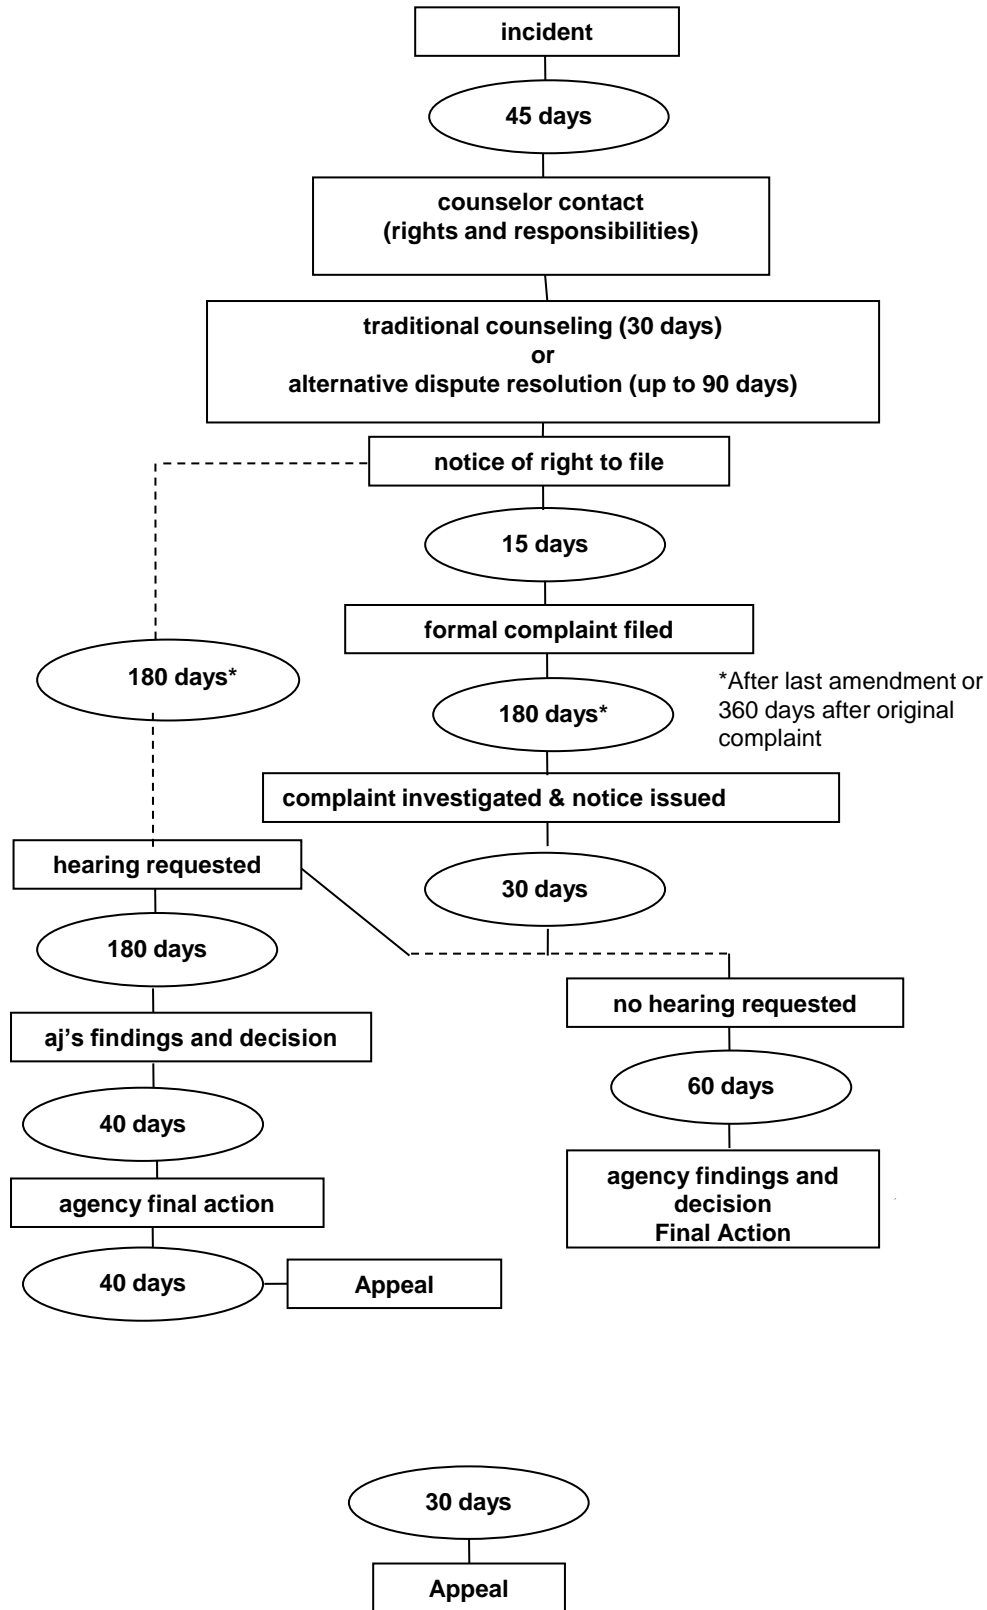 incident
45 days
counselor contact
(rights and responsibilities)
traditional counseling (30 days)
or
alternative dispute resolution (up to 90 days)
notice of right to file
15 days
formal complaint filed
180 days*
*After last amendment or
360 days after original
complaint
180 days*
complaint investigated & notice issued
hearing requested
30 days
180 days
no hearing requested
aj's findings and decision
60 days
40 days
agency findings and
decision
Final Action
agency final action
40 days
Appeal
30 days
Appeal